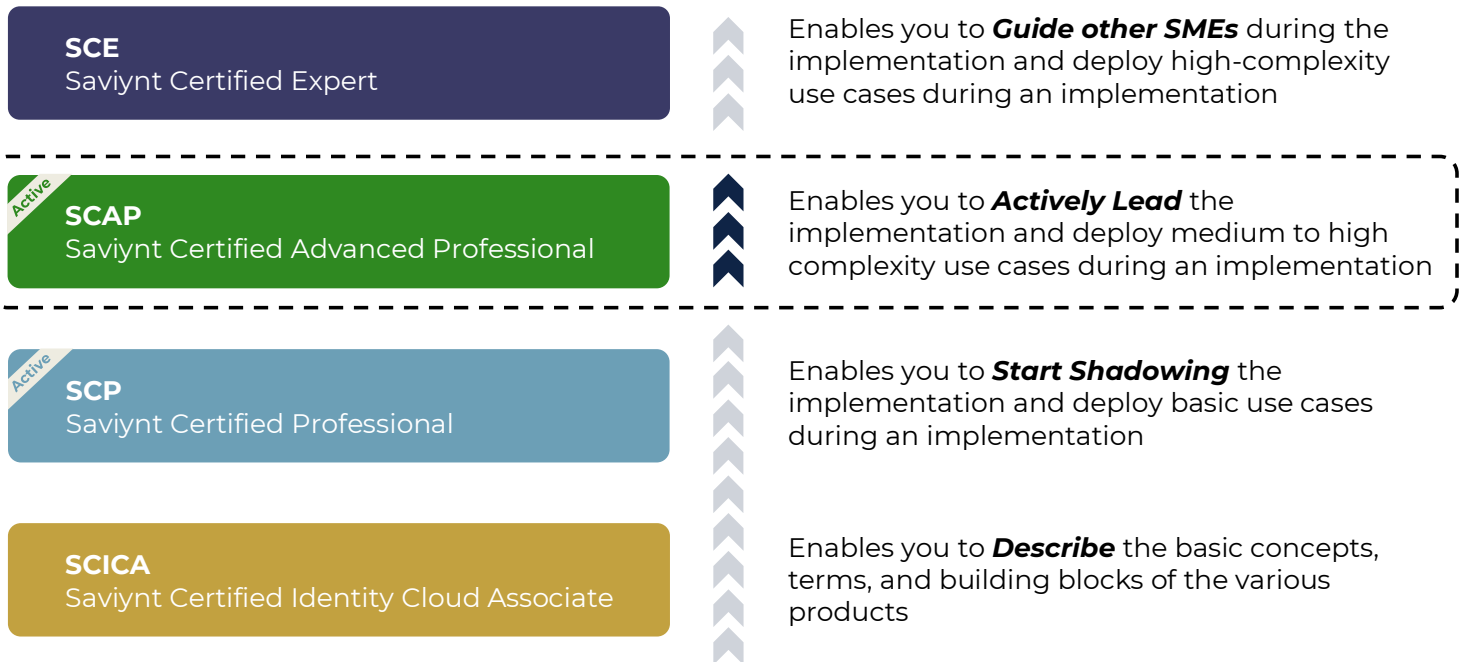 SCE
Saviynt Certified Expert
Enables you to Guide other SMEs during the
implementation and deploy high-complexity
use cases during an implementation
Active
SCAP
Saviynt Certified Advanced Professional
Enables you to Actively Lead the
implementation and deploy medium to high
complexity use cases during an implementation
Active
SCP
Saviynt Certified Professional
Enables you to Start Shadowing the
implementation and deploy basic use cases
during an implementation
SCICA
Saviynt Certified Identity Cloud Associate
Enables you to Describe the basic concepts,
terms, and building blocks of the various
products